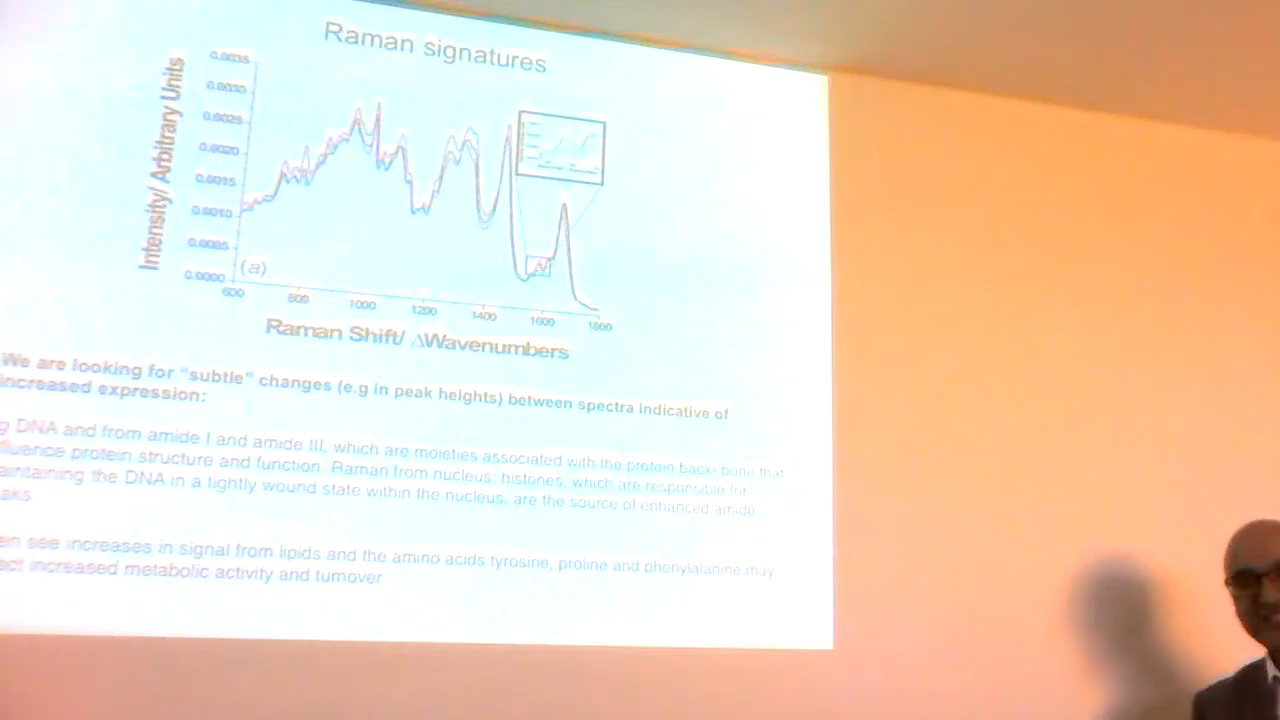 Raman signatures
Intensity/ Arbitrary Units
0.0035
0.0030
0.0025
0.0020
0.0015
0.0010
0.0005
0.0000
(a)
600
800
1000
1200
1400
1600
1800
Raman Shift/ ΔWavenumbers
We are looking for “subtle” changes (e.g in peak heights) between spectra indicative of
increased expression:
g DNA and from amide I and amide III, which are moieties associated with the protein back- bone that
fluence protein structure and function. Raman from nucleus: histones, which are responsible for
aintaining the DNA in a tightly wound state within the nucleus, are the source of enhanced amide
aks.
en see increases in signal from lipids and the amino acids tyrosine, proline and phenylalanine may
ect increased metabolic activity and turnover